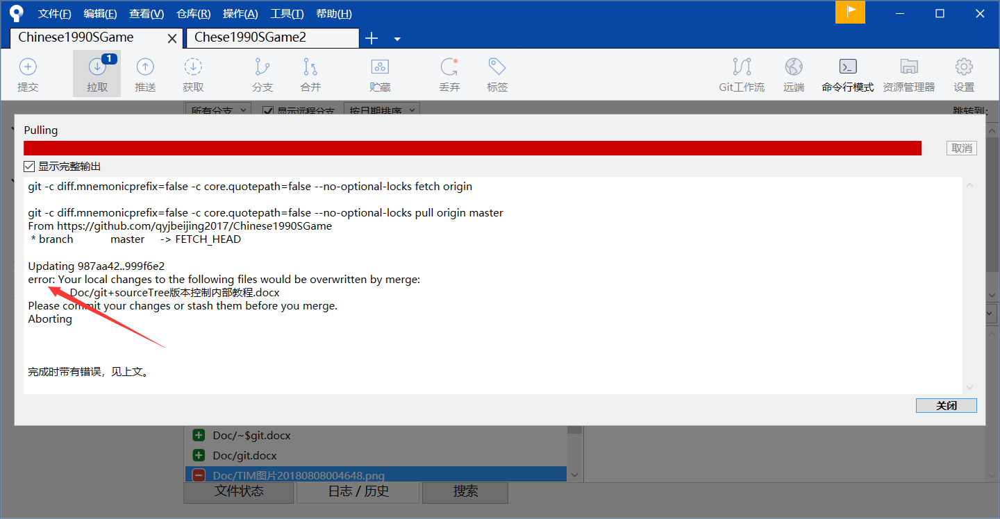 文件(F) 编辑(E) 查看(V) 仓库(R) 操作(A) 工具(T) 帮助(H)
Chinese1990SGame Chese1990SGame2
1
提交 拉取 推送 获取 分支 合并 贮藏 丢弃 标签 Git工作流 远端 命令行模式 资源管理器 设置
所有分支 显示远程分支 按日期排序 跳转到:
Pulling
取消
显示完整输出
git -c diff.mnemonicprefix=false -c core.quotepath=false --no-optional-locks fetch origin
git -c diff.mnemonicprefix=false -c core.quotepath=false --no-optional-locks pull origin master
From https://github.com/qyjbeijing2017/Chinese1990SGame
* branch master -> FETCH_HEAD
Updating 987aa42..999f6e2
error: Your local changes to the following files would be overwritten by merge:
Doc/git+sourceTree版本控制内部教程.docx
Please commit your changes or stash them before you merge.
Aborting
完成时带有错误，见上文。
关闭
Doc/~$git.docx
Doc/git.docx
Doc/TIM图片20180808004648.png
文件状态 日志 / 历史 搜索